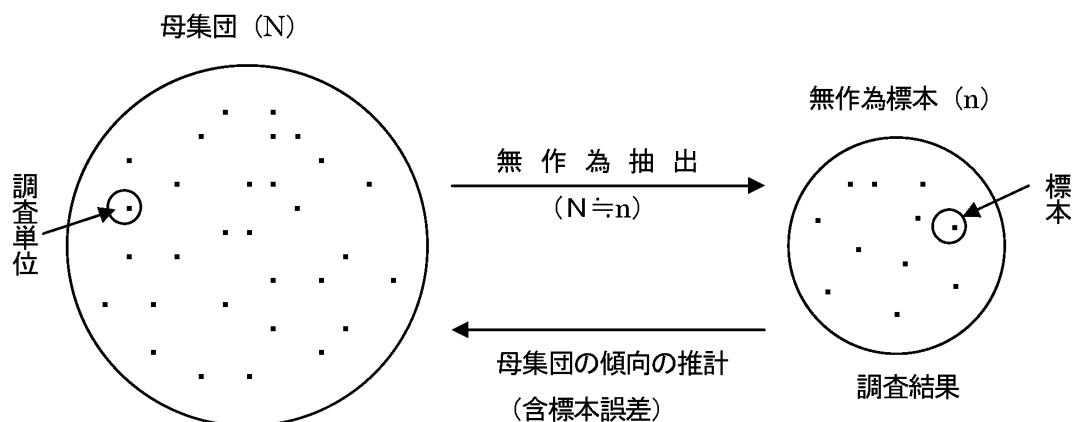 母集団（N）
無作為標本（n）
調査単位
無 作 為 抽 出
（N≒n）
標本
母集団の傾向の推計
（含標本誤差）
調査結果